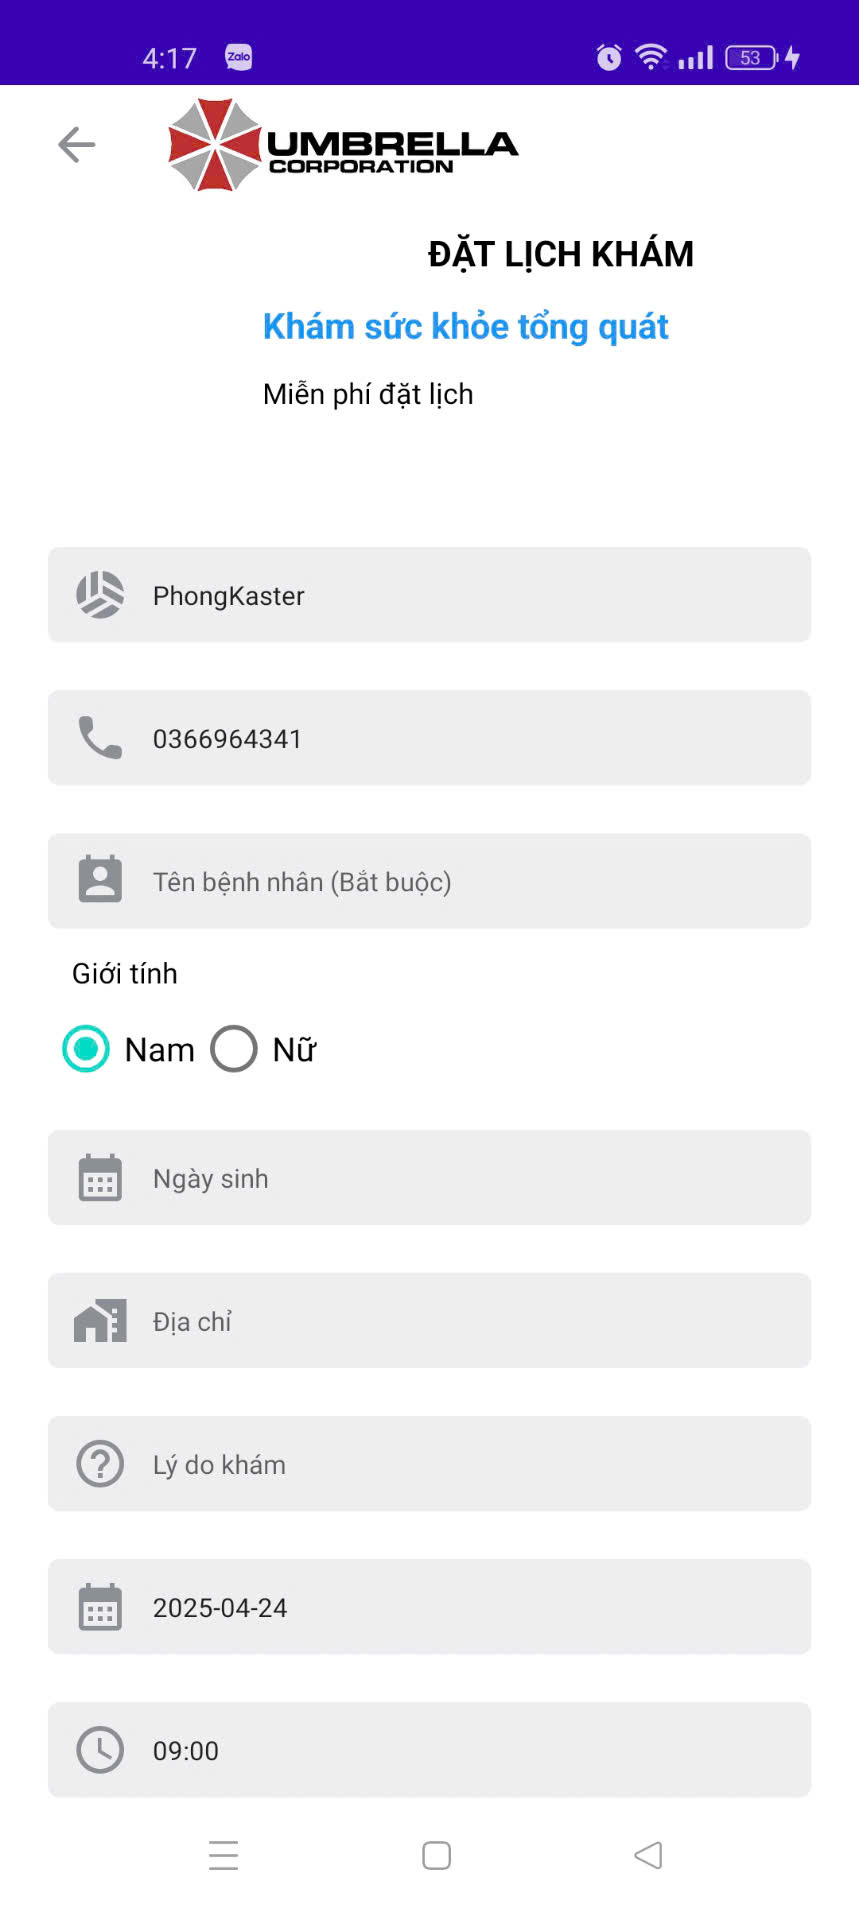 4:17
Zalo
53
UMBRELLA
CORPORATION
ĐẶT LỊCH KHÁM
Khám sức khỏe tổng quát
Miễn phí đặt lịch
PhongKaster
0366964341
Tên bệnh nhân (Bắt buộc)
Giới tính
Nam Nữ
Ngày sinh
Địa chỉ
Lý do khám
2025-04-24
09:00